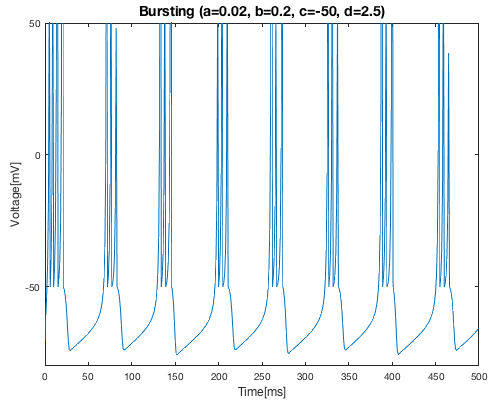 Bursting (a=0.02, b=0.2, c=-50, d=2.5)
50
0
-50
Voltage[mV]
0 50 100 150 200 250 300 350 400 450 500
Time[ms]